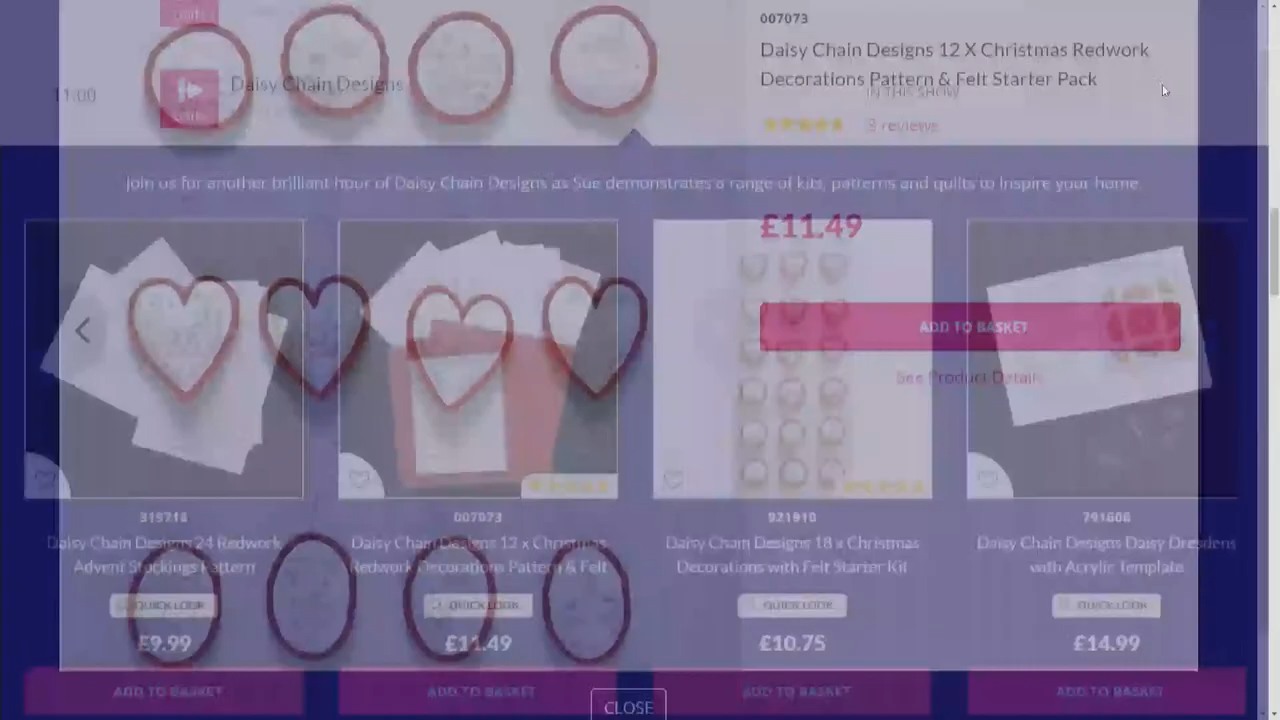 007073
Daisy Chain Designs 12 X Christmas Redwork
Decorations Pattern & Felt Starter Pack
11:00
Daisy Chain Designs
IN THIS SHOW
3 reviews
Join us for another brilliant hour of Daisy Chain Designs as Sue demonstrates a range of kits, patterns and quilts to inspire your home.
£11.49
ADD TO BASKET
See Product Details
319716
Daisy Chain Designs 24 Redwork
Advent Stockings Pattern
QUICK LOOK
£9.99
ADD TO BASKET
007073
Daisy Chain Designs 12 x Christmas
Redwork Decorations Pattern & Felt
QUICK LOOK
£11.49
ADD TO BASKET
921910
Daisy Chain Designs 18 x Christmas
Decorations with Felt Starter Kit
QUICK LOOK
£10.75
ADD TO BASKET
791606
Daisy Chain Designs Daisy Dresdens
with Acrylic Template
QUICK LOOK
£14.99
ADD TO BASKET
CLOSE